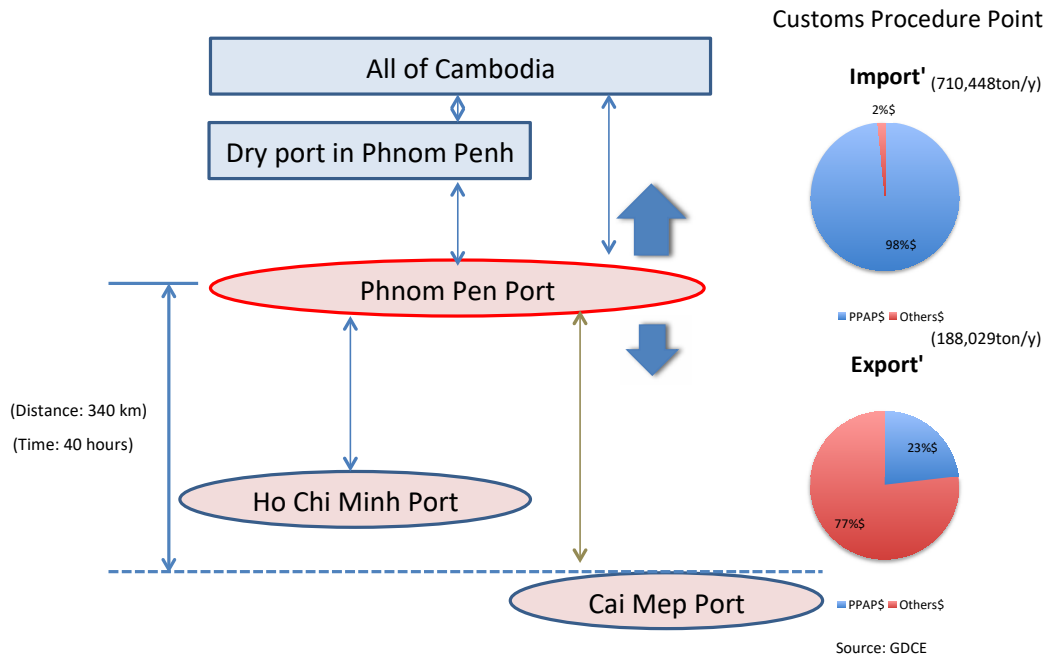 Customs Procedure Point
All of Cambodia
Dry port in Phnom Penh
Phnom Pen Port
(Distance: 340 km)
(Time: 40 hours)
Ho Chi Minh Port
Cai Mep Port
Import' (710,448ton/y)
2%$
98%$
PPAP$ Others$
(188,029ton/y)
Export'
23%$
77%$
PPAP$ Others$
Source: GDCE